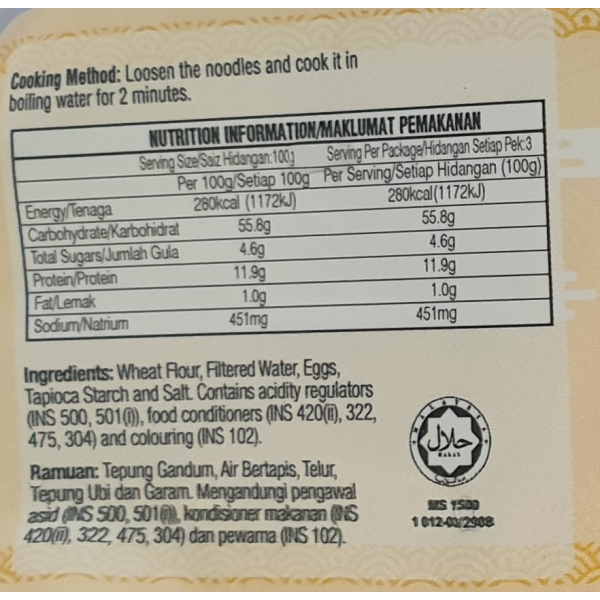 Cooking Method: Loosen the noodles and cook it in
boiling water for 2 minutes.
NUTRITION INFORMATION/MAKLUMAT PEMAKANAN
Serving Size/Saiz Hidangan:100g Serving Per Package/Hidangan Setiap Pek:3
Per 100g/Setiap 100g Per Serving/Setiap Hidangan (100g)
Energy/Tenaga 280kcal (1172kJ) 280kcal (1172kJ)
Carbohydrate/Karbohidrat 55.8g 55.8g
Total Sugars/Jumlah Gula 4.6g 4.6g
Protein/Protein 11.9g 11.9g
Fat/Lemak 1.0g 1.0g
Sodium/Natrium 451mg 451mg
Ingredients: Wheat Flour, Filtered Water, Eggs,
Tapioca Starch and Salt. Contains acidity regulators
(INS 500, 501(i)), food conditioners (INS 420(ii), 322,
475, 304) and colouring (INS 102).
Ramuan: Tepung Gandum, Air Bertapis, Telur,
Tepung Ubi dan Garam. Mengandungi pengawal
asid (INS 500, 501(i)), kondisioner makanan (INS
420(ii), 322, 475, 304) dan pewarna (INS 102).
MALAYSIA
حلال
HALAL
ماليسيا
MS 1500
1 012-03/2908